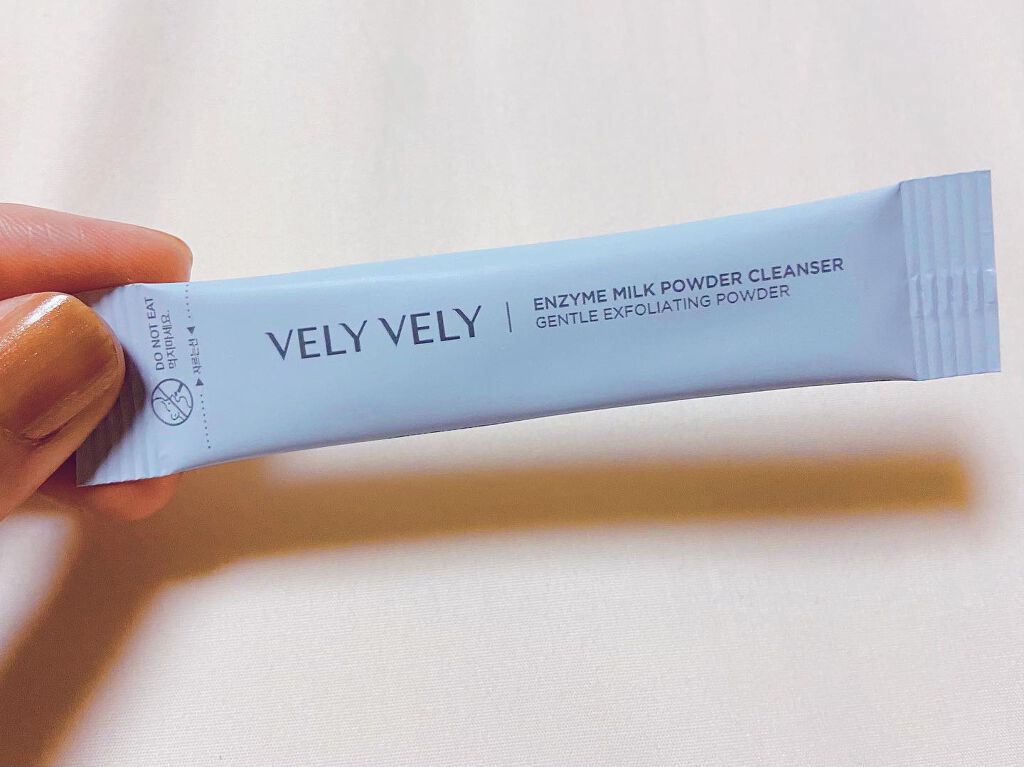 VELY VELY
ENZYME MILK POWDER CLEANSER
GENTLE EXFOLIATING POWDER
DO NOT EAT
먹지마세요.
자르는선